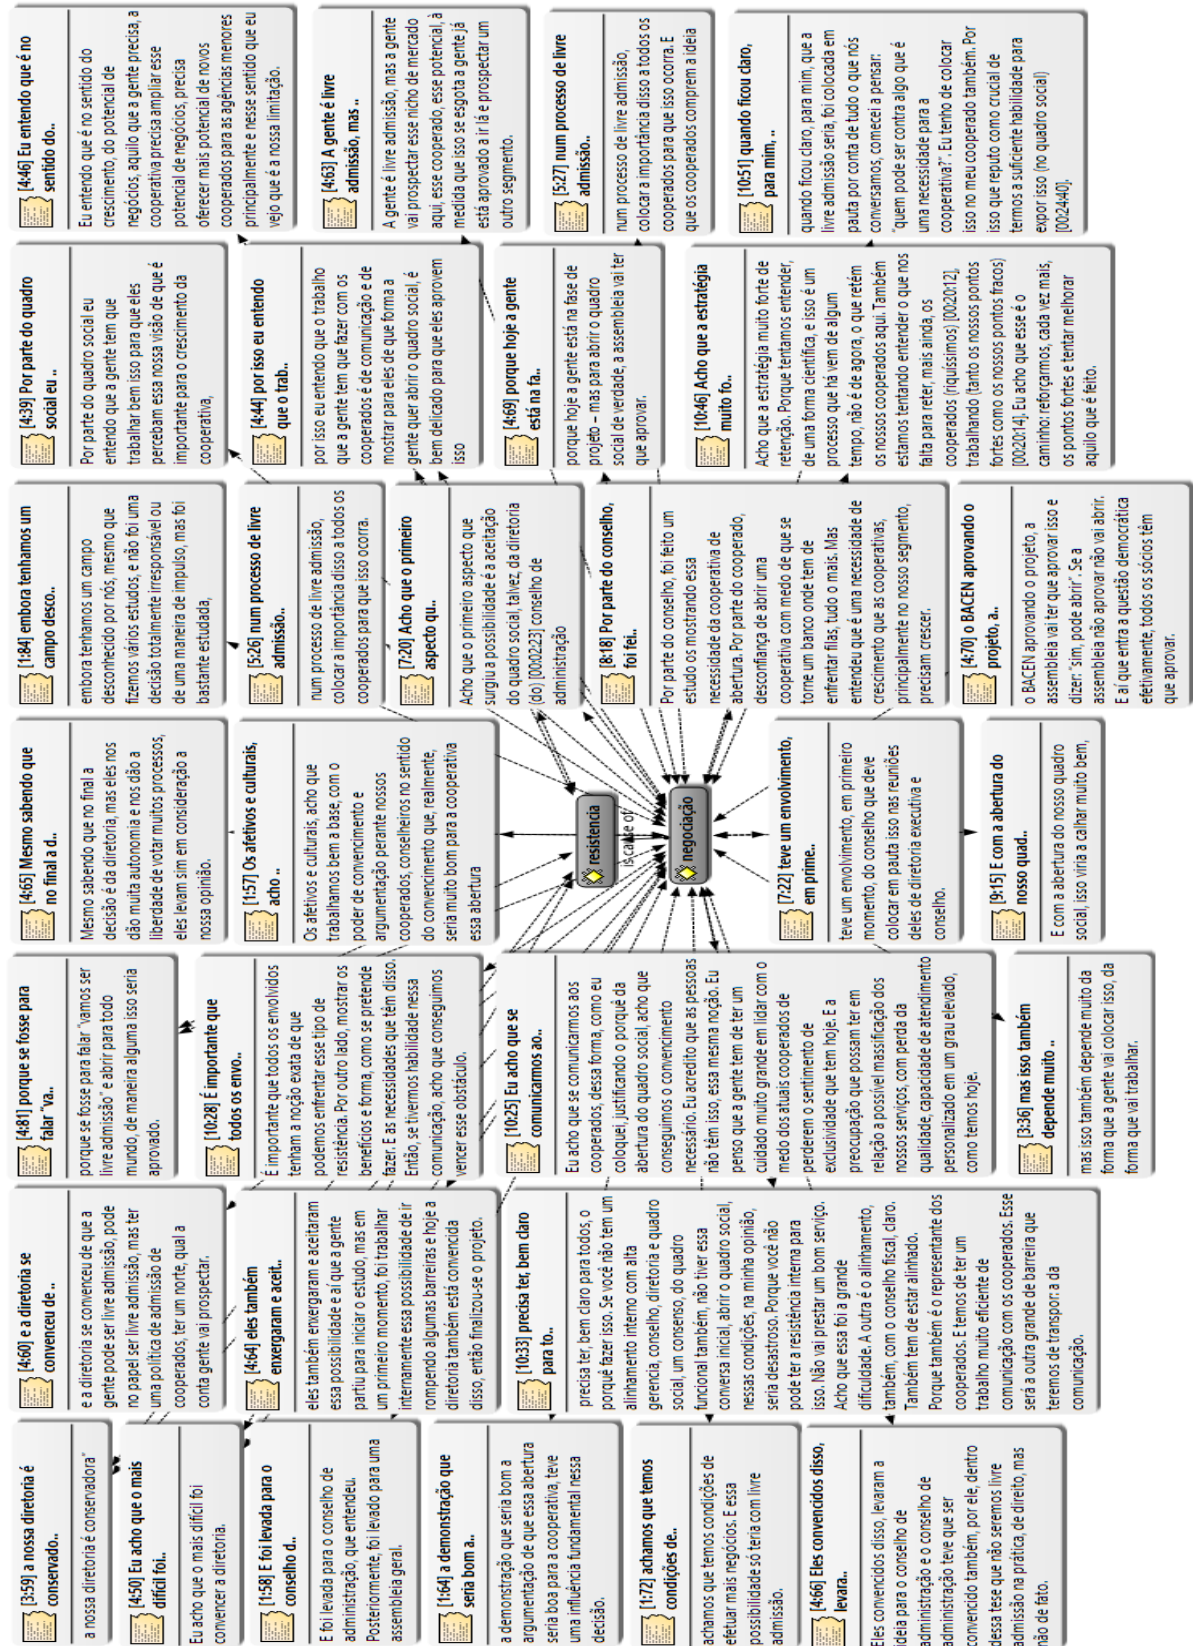 [3:59] a nossa diretoria é
conservado..
a nossa diretoria é conservadora"
[4:50] Eu acho que o mais
difícil foi..
Eu acho que o mais difícil foi
convencer a diretoria.
[1:58] E foi levada para o
conselho d..
E foi levada para o conselho de
administração, que entendeu.
Posteriormente, foi levado para uma
assembleia geral.
[1:64] a demonstração que
seria bom a..
a demonstração que seria bom a
argumentação de que essa abertura
seria boa para a cooperativa, teve
uma influência fundamental nessa
decisão.
[1:72] achamos que temos
condições de..
achamos que temos condições de
efetuar mais negócios. E essa
possibilidade só teria com livre
admissão.
[4:66] Eles convencidos disso,
levara..
Eles convencidos disso, levaram a
ideia para o conselho de
administração e o conselho de
administração teve que ser
convencido também, por ele, dentro
dessa tese que não seremos livre
admissão na prática, de direito, mas
não de fato.
[4:60] e a diretoria se
convenceu de..
e a diretoria se convenceu de que a
gente pode ser livre admissão, pode
no papel ser livre admissão, mas ter
uma política de admissão de
cooperados, ter um norte, qual a
conta gente vai prospectar.
[4:64] eles também
enxergaram e aceit..
eles também enxergaram e aceitaram
essa possibilidade e aí que a gente
partiu para iniciar o estudo, mas em
um primeiro momento, foi trabalhar
internamente essa possibilidade de ir
rompendo algumas barreiras e hoje a
diretoria também está convencida
disso, então finalizou-se o projeto.
[10:33] precisa ter, bem claro
para to..
precisa ter, bem claro para todos, o
porquê fazer isso. Se você não tem um
alinhamento interno com alta
gerencia, conselho, diretoria e quadro
social, um consenso, do quadro
funcional também, não tiver essa
conversa inicial, abrir o quadro social,
nessas condições, na minha opinião,
seria desastroso. Porque você não
pode ter a resistência interna para
isso. Não vai prestar um bom serviço.
Acho que essa foi a grande
dificuldade. A outra é o alinhamento,
também, com o conselho fiscal, claro.
Também tem de estar alinhado.
Porque também é o representante dos
cooperados. E temos de ter um
trabalho muito eficiente de
comunicação com os cooperados. Esse
será a outra grande de barreira que
teremos de transpor: a da
comunicação.
[4:81] porque se fosse para
falar "va..
porque se fosse para falar "vamos ser
livre admissão" e abrir para todo
mundo, de maneira alguma isso seria
aprovado.
[10:28] É importante que
todos os envo..
É importante que todos os envolvidos
tenham a noção exata de que
podemos enfrentar esse tipo de
resistência. Por outro lado, mostrar os
benefícios e forma, como se pretende
fazer. E as necessidades que têm disso.
Então, se tivermos habilidade nessa
comunicação, acho que conseguimos
vencer esse obstáculo.
[10:25] Eu acho que se
comunicarmos ao..
Eu acho que se comunicarmos aos
cooperados, dessa forma, como eu
coloquei, justificando o porquê da
abertura do quadro social, acho que
conseguimos o convencimento
necessário. Eu acredito que as pessoas
não têm isso, essa mesma noção. Eu
penso que a gente tem de ter um
cuidado muito grande em lidar com o
medo dos atuais cooperados de
perderem o sentimento de
exclusividade que tem hoje. E a
preocupação que possam ter em
relação a possível massificação dos
nossos serviços, com perda da
qualidade, capacidade de atendimento
personalizado em um grau elevado,
como temos hoje.
[3:36] mas isso também
depende muito ..
mas isso também depende muito da
forma que a gente vai colocar isso, da
forma que vai trabalhar.
[4:65] Mesmo sabendo que
no final a d..
Mesmo sabendo que no final a
decisão é da diretoria, mas eles nos
dão muita autonomia e nos dão a
liberdade de votar muitos processos,
eles levam sim em consideração a
nossa opinião.
[1:57] Os afetivos e culturais,
acho ..
Os afetivos e culturais, acho que
trabalhamos bem a base, com o
poder de convencimento e
argumentação perante nossos
cooperados, conselheiros no sentido
do convencimento que, realmente,
seria muito bom para a cooperativa
essa abertura
resistencia
is cause of
negociação
[7:22] teve um envolvimento,
em prime..
teve um envolvimento, em primeiro
momento, do conselho que deve
colocar em pauta isso nas reuniões
deles de diretoria executiva e
conselho.
[9:15] E com a abertura do
nosso quad..
E com a abertura do nosso quadro
social, isso viria a calhar muito bem,
[1:84] embora tenhamos um
campo desco..
embora tenhamos um campo
desconhecido por nós, mesmo que
fizemos vários estudos, e não foi uma
decisão totalmente irresponsável ou
de uma maneira de impulso, mas foi
bastante estudada,
[5:26] num processo de livre
admissão..
num processo de livre admissão,
colocar a importância disso a todos os
cooperados para que isso ocorra.
[7:20] Acho que o primeiro
aspecto qu..
Acho que o primeiro aspecto que
surgiu a possibilidade é a aceitação
do quadro social, talvez, da diretoria
(do) [00:02:23] conselho de
administração
[8:18] Por parte do conselho,
foi fei..
Por parte do conselho, foi feito um
estudo os mostrando essa
necessidade da cooperativa de
abertura. Por parte do cooperado,
desconfiança de abrir uma
cooperativa com medo de que se
torne um banco onde tem de
enfrentar filas, tudo o mais. Mas
entendeu que é uma necessidade de
crescimento que as cooperativas,
principalmente no nosso segmento,
precisam crescer.
[4:70] o BACEN aprovando o
projeto, a..
o BACEN aprovando o projeto, a
assembleia vai ter que aprovar isso e
dizer: "sim, pode abrir". Se a
assembleia não aprovar não vai abrir.
E aí que entra a questão democrática
efetivamente, todos os sócios têm
que aprovar.
[4:39] Por parte do quadro
social eu ..
Por parte do quadro social eu
entendo que a gente tem que
trabalhar bem isso para que eles
percebam essa nossa visão de que é
importante para o crescimento da
cooperativa,
[4:44] por isso eu entendo
que o trab..
por isso eu entendo que o trabalho
que a gente tem que fazer com os
cooperados é de comunicação e de
mostrar para eles de que forma a
gente quer abrir o quadro social, é
bem delicado para que eles aprovem
isso
[4:69] porque hoje a gente
está na fa..
porque hoje a gente está na fase de
projeto – mas para abrir o quadro
social de verdade, a assembleia vai ter
que aprovar.
[10:46] Acho que a estratégia
muito fo..
Acho que a estratégia muito forte de
retenção. Porque tentamos entender,
de uma forma científica, e isso é um
processo que há vem de algum
tempo, não é de agora, o que retém
os nossos cooperados aqui. Também
estamos tentando entender o que nos
falta para reter, mais ainda, os
cooperados (riquíssimos) [00:20:12],
trabalhando (tanto os nossos pontos
fortes como os nossos pontos fracos)
[00:20:14]. Eu acho que esse é o
caminho: reforçarmos, cada vez mais,
os pontos fortes e tentar melhorar
aquilo que é feito.
[4:46] Eu entendo que é no
sentido do..
Eu entendo que é no sentido do
crescimento, do potencial de
negócios, aquilo que a gente precisa, a
cooperativa precisa ampliar esse
potencial de negócios, precisa
oferecer mais potencial de novos
cooperados para as agências menores
principalmente e nesse sentido que eu
vejo que é a nossa limitação.
[4:63] A gente é livre
admissão, mas ..
A gente é livre admissão, mas a gente
vai prospectar esse nicho de mercado
aqui, esse cooperado, esse potencial, à
medida que isso se esgota a gente já
está aprovado a ir lá e prospectar um
outro segmento.
[5:27] num processo de livre
admissão..
num processo de livre admissão,
colocar a importância disso a todos os
cooperados para que isso ocorra. E
que os cooperados comprem a ideia
[10:51] quando ficou claro,
para mim, ..
quando ficou claro, para mim, que a
livre admissão seria, foi colocada em
pauta por conta de tudo o que nós
conversamos, comecei a pensar:
"quem pode ser contra algo que é
uma necessidade para a
cooperativa?". Eu tenho de colocar
isso no meu cooperado também. Por
isso que reputo como crucial de
termos a suficiente habilidade para
expor isso (no quadro social)
[00:24:40].